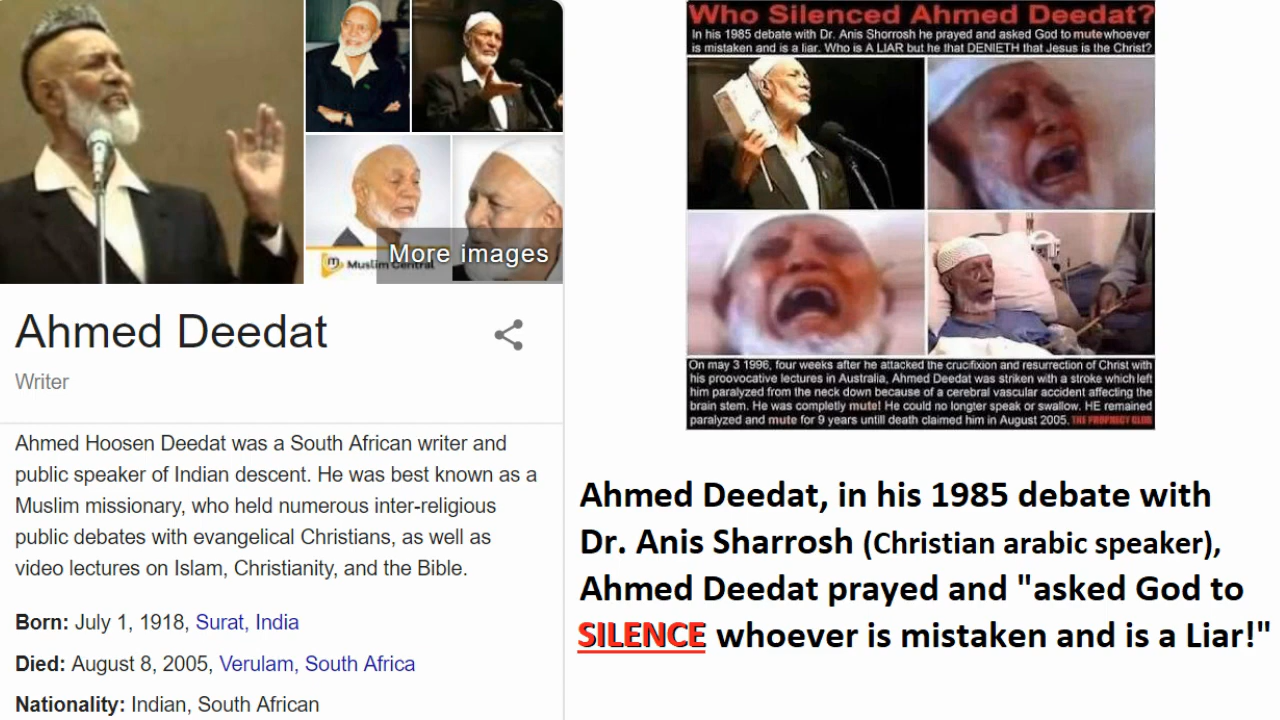 More images
Muslim Central
Ahmed Deedat
Writer
Ahmed Hoosen Deedat was a South African writer and
public speaker of Indian descent. He was best known as a
Muslim missionary, who held numerous inter-religious
public debates with evangelical Christians, as well as
video lectures on Islam, Christianity, and the Bible.
Born: July 1, 1918, Surat, India
Died: August 8, 2005, Verulam, South Africa
Nationality: Indian, South African
Who Silenced Ahmed Deedat?
In his 1985 debate with Dr. Anis Shorrosh he prayed and asked God to mute whoever
is mistaken and is a liar. Who is A LIAR but he that DENIETH that Jesus is the Christ?
On may 3 1996, four weeks after he attacked the crucifixion and resurrection of Christ with
his proovocative lectures in Australia, Ahmed Deedat was striken with a stroke which left
him paralyzed from the neck down because of a cerebral vascular accident affecting the
brain stem. He was completly mute! He could no longer speak or swallow. HE remained
paralyzed and mute for 9 years untill death claimed him in August 2005. THE PROPHECY BLOG
Ahmed Deedat, in his 1985 debate with
Dr. Anis Sharrosh (Christian arabic speaker),
Ahmed Deedat prayed and "asked God to
SILENCE whoever is mistaken and is a Liar!"